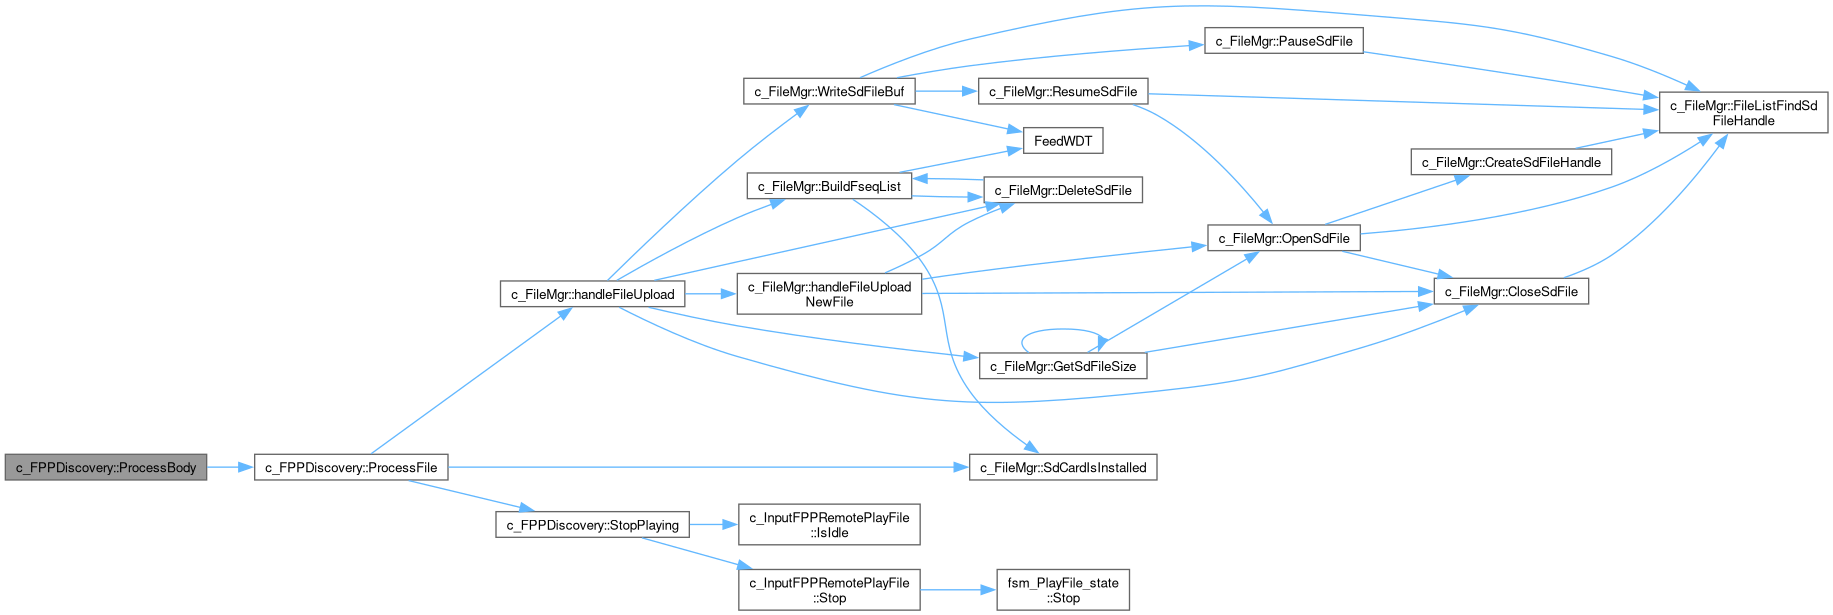 c_FileMgr::PauseSdFile
c_FileMgr::WriteSdFileBuf
c_FileMgr::ResumeSdFile
c_FileMgr::FileListFindSd
FileHandle
FeedWDT
c_FileMgr::CreateSdFileHandle
c_FileMgr::BuildFseqList
c_FileMgr::DeleteSdFile
c_FileMgr::OpenSdFile
c_FileMgr::handleFileUpload
c_FileMgr::handleFileUpload
NewFile
c_FileMgr::CloseSdFile
c_FileMgr::GetSdFileSize
c_FPPDiscovery::ProcessBody
c_FPPDiscovery::ProcessFile
c_FileMgr::SdCardIsInstalled
c_FPPDiscovery::StopPlaying
c_InputFPPRemotePlayFile
::IsIdle
c_InputFPPRemotePlayFile
::Stop
fsm_PlayFile_state
::Stop